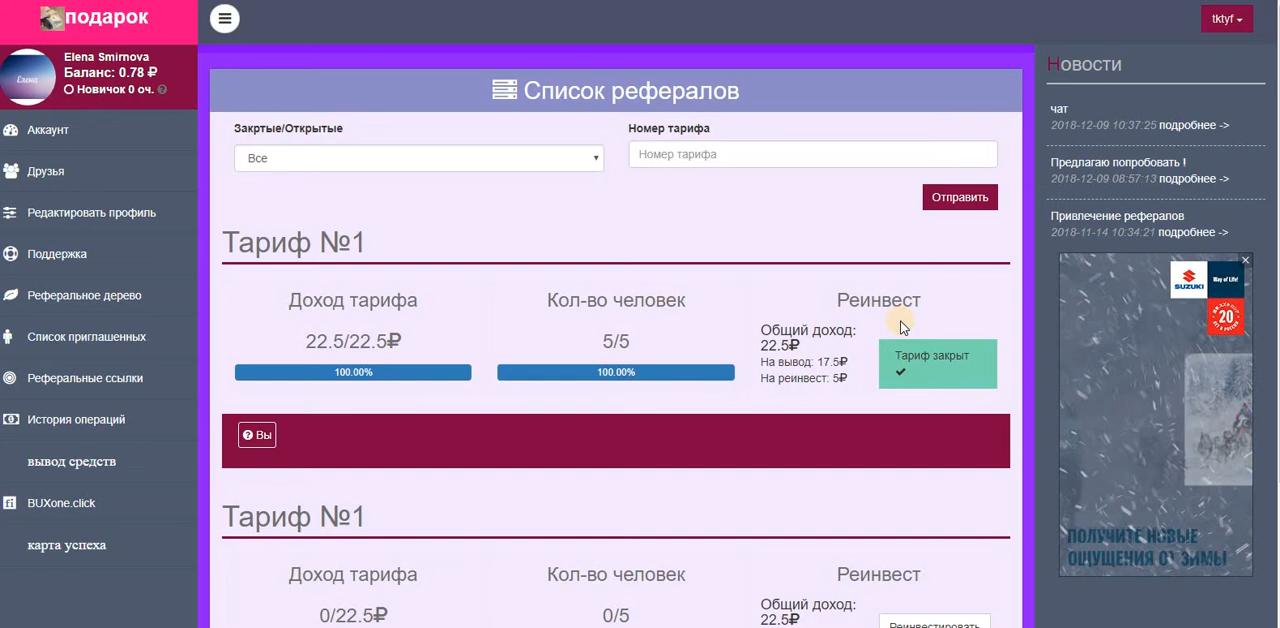 подарок
tktyf
Elena Smirnova
Баланс: 0.78 ₽
Новичок 0 оч.
Елена
Аккаунт
Друзья
Редактировать профиль
Поддержка
Реферальное дерево
Список приглашенных
Реферальные ссылки
История операций
вывод средств
BUXone.click
карта успеха
Список рефералов
Закртые/Открытые
Номер тарифа
Все
Номер тарифа
Отправить
Тариф №1
Доход тарифа
Кол-во человек
Реинвест
22.5/22.5₽
5/5
100.00%
100.00%
Общий доход:
22.5₽
На вывод: 17.5₽
На реинвест: 5₽
Тариф закрыт
Вы
Тариф №1
Доход тарифа
Кол-во человек
Реинвест
0/22.5₽
0/5
Общий доход:
22.5₽
Реинвестировать
Новости
чат
2018-12-09 10:37:25 подробнее ->
Предлагаю попробовать !
2018-12-09 08:57:13 подробнее ->
Привлечение рефералов
2018-11-14 10:34:21 подробнее ->
SUZUKI
Way of Life!
20
ПОЛУЧИТЕ НОВЫЕ
ОЩУЩЕНИЯ ОТ ЗИМЫ